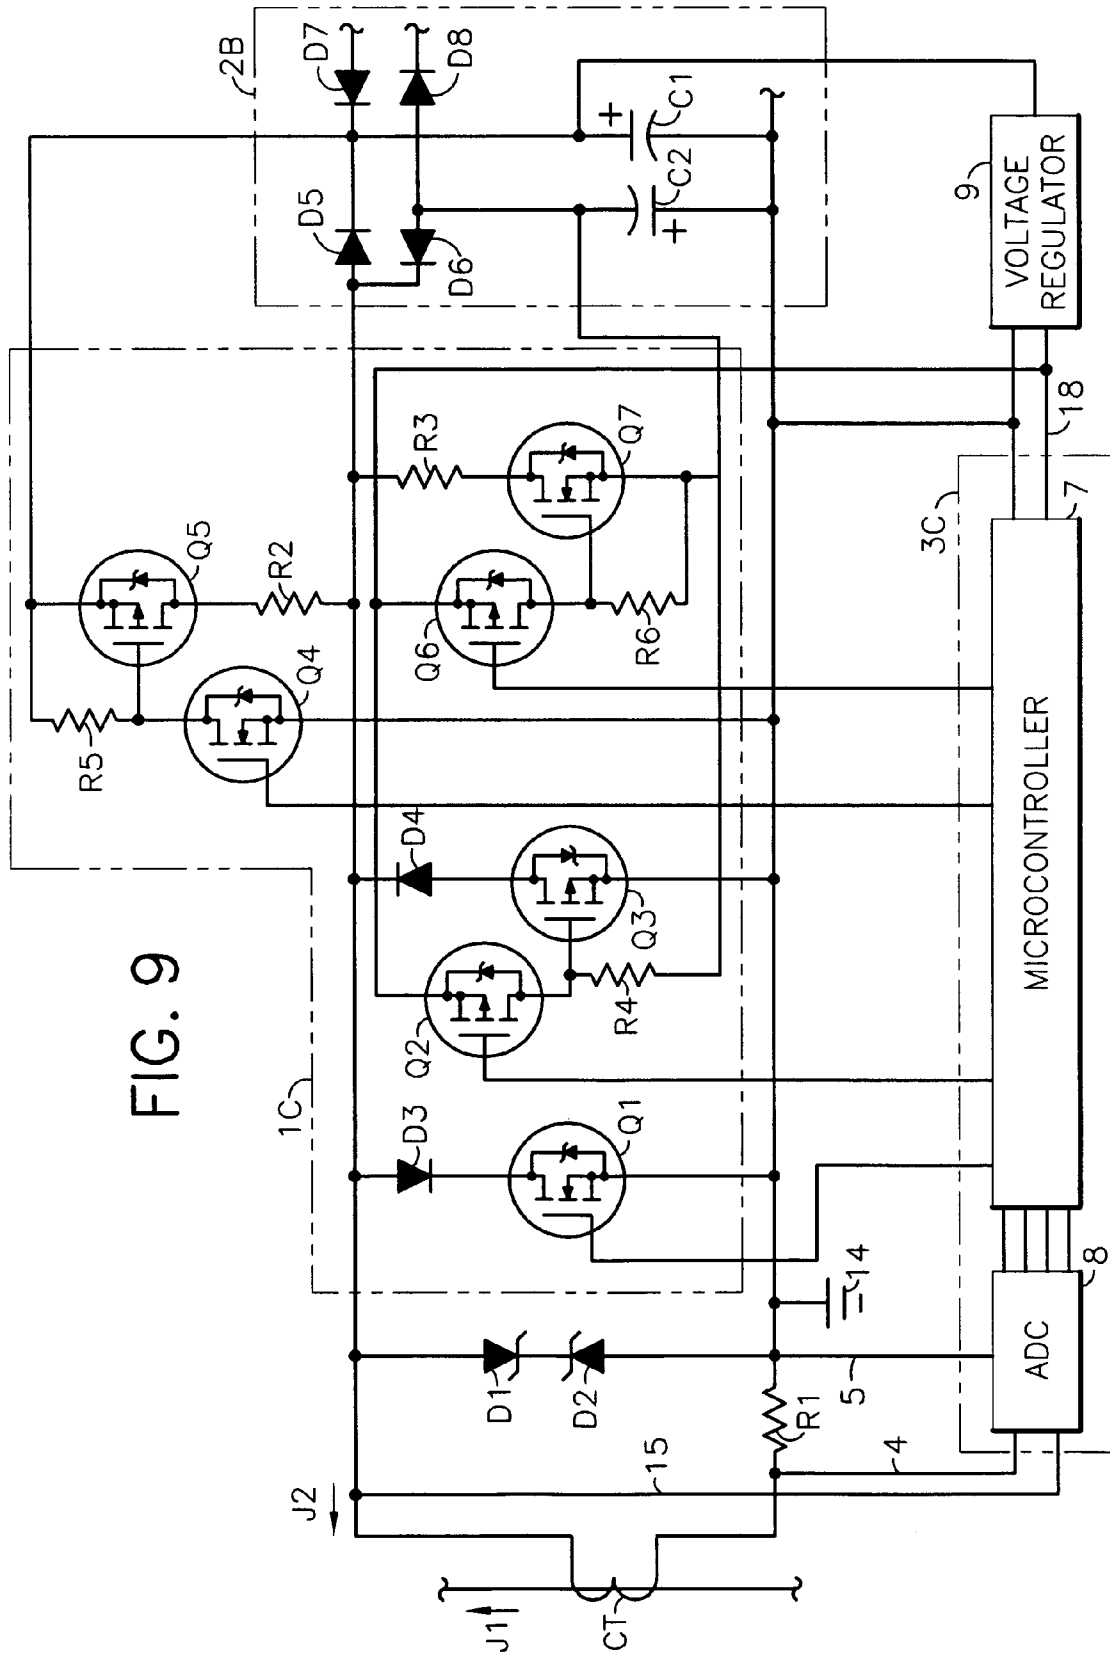 FIG. 9
J1
CT
J2
15
4
5
R1
D1
D2
14
8
ADC
1C
D3
Q1
Q2
R4
Q3
D4
R5
Q4
Q5
R2
Q6
R6
R3
Q7
MICROCONTROLLER
3C
7
18
9
VOLTAGE
REGULATOR
2B
D5
D6
D7
D8
+
C2
+
C1